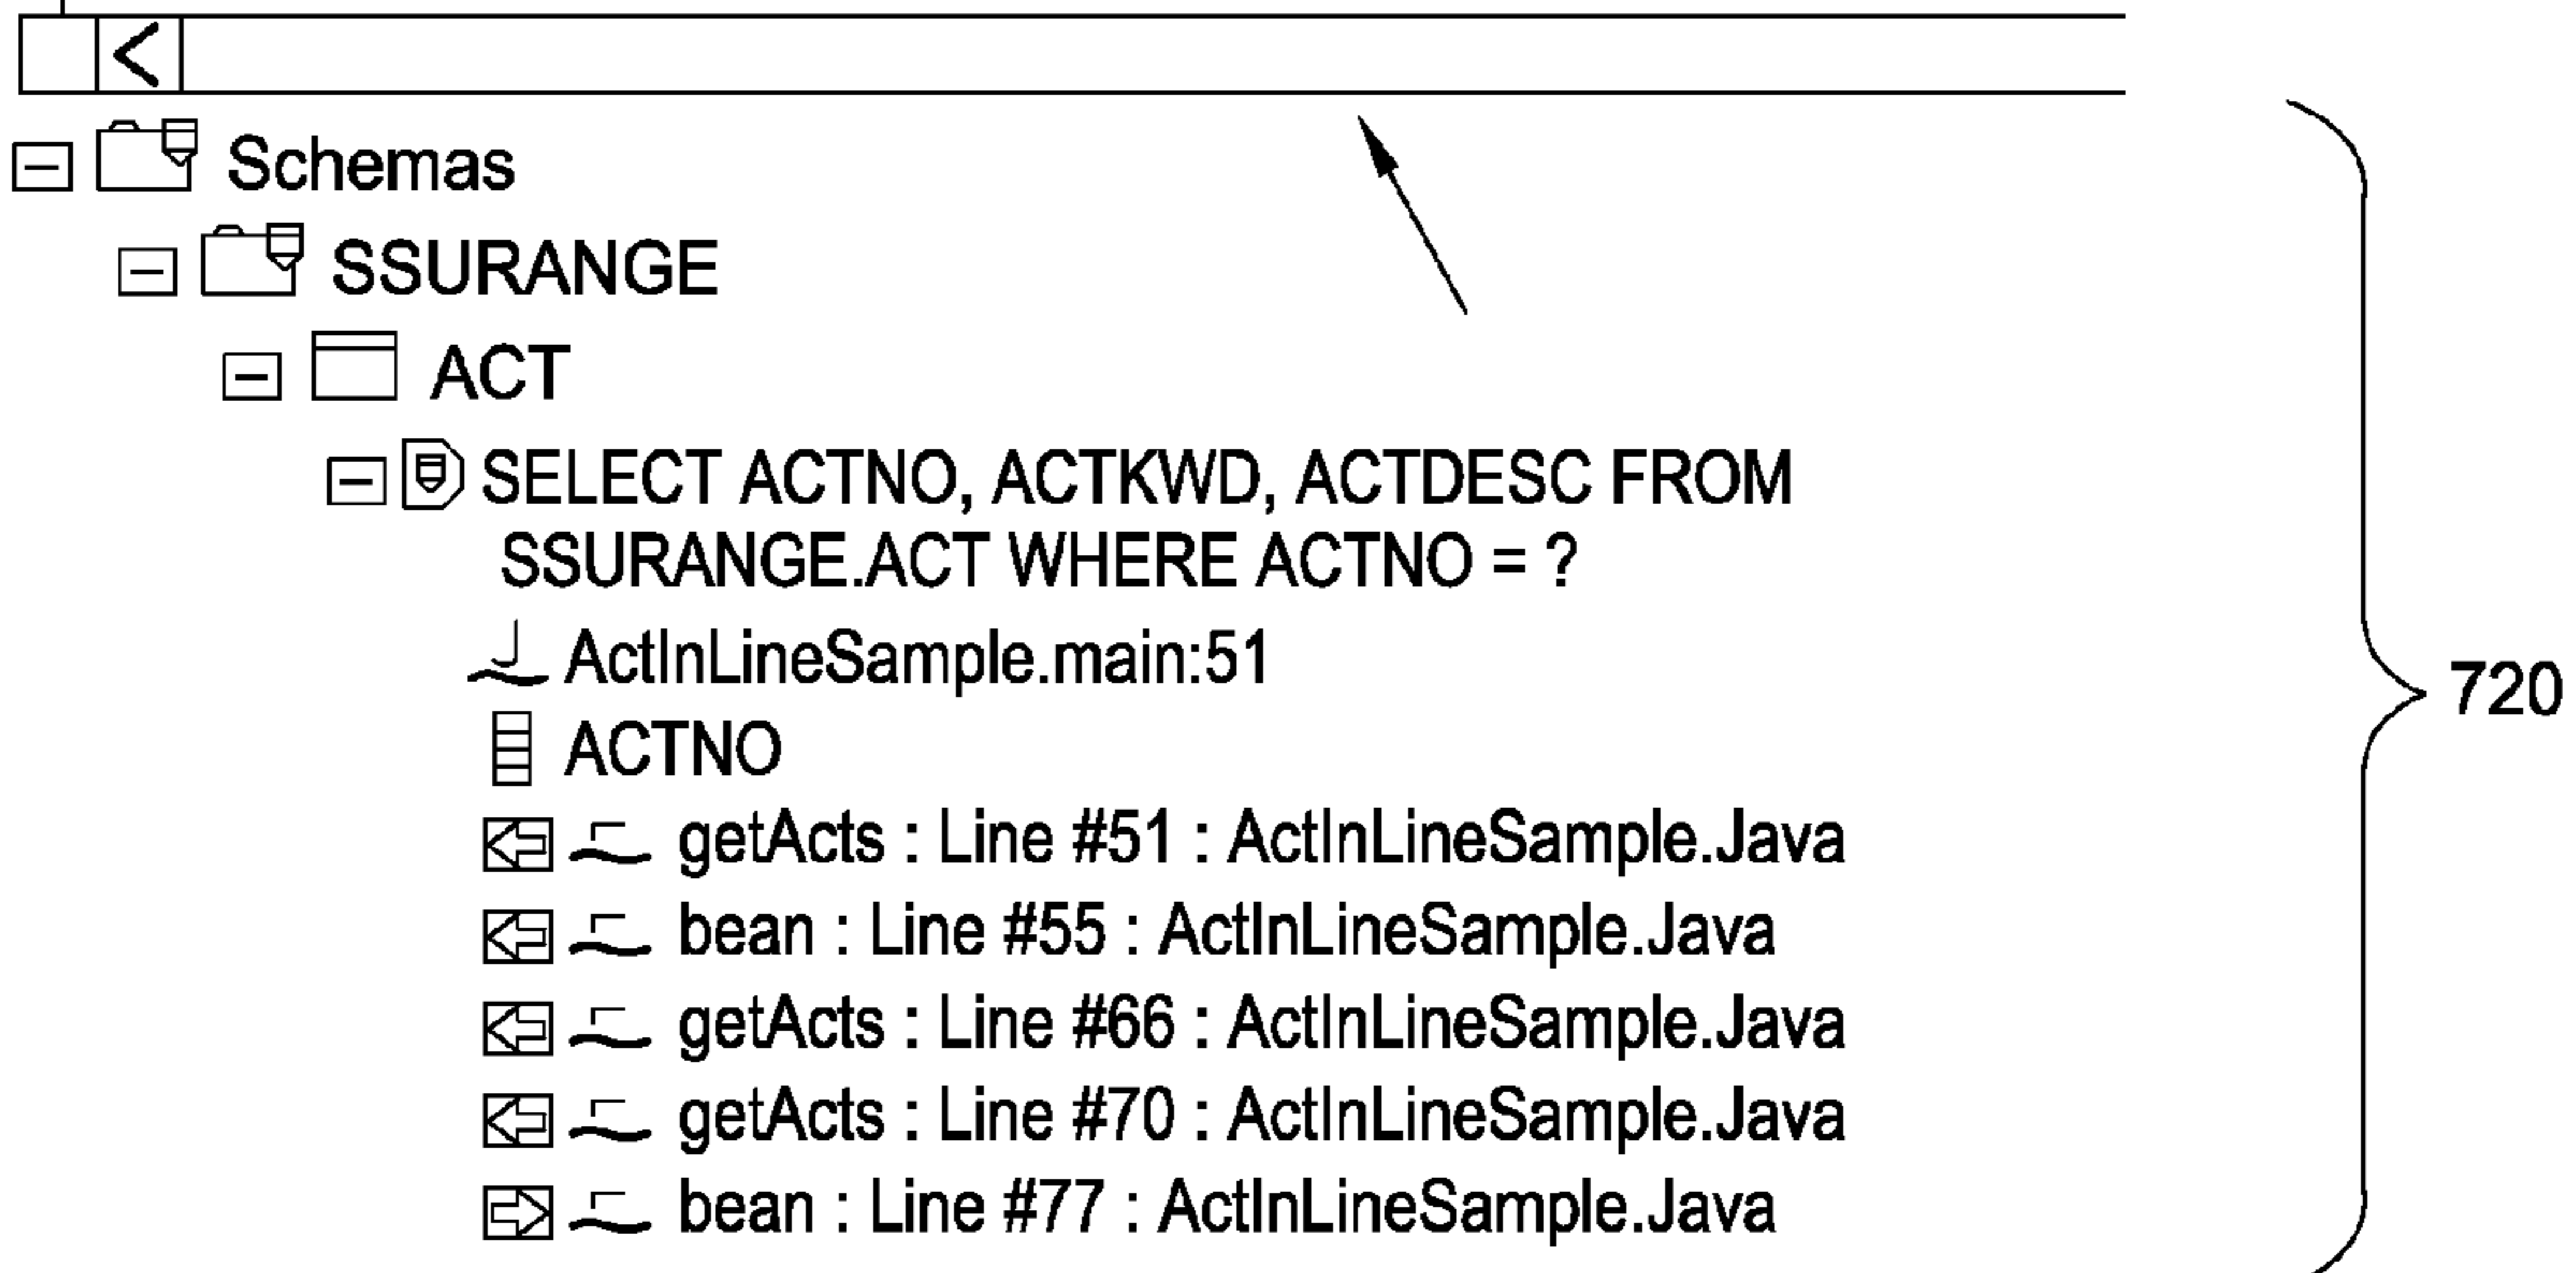 <
Schemas
SSURANGE
ACT
SELECT ACTNO, ACTKWD, ACTDESC FROM
SSURANGE.ACT WHERE ACTNO = ?
ActInLineSample.main:51
720
ACTNO
getActs : Line #51 : ActInLineSample.Java
bean : Line #55 : ActInLineSample.Java
getActs : Line #66 : ActInLineSample.Java
getActs : Line #70 : ActInLineSample.Java
bean : Line #77 : ActInLineSample.Java